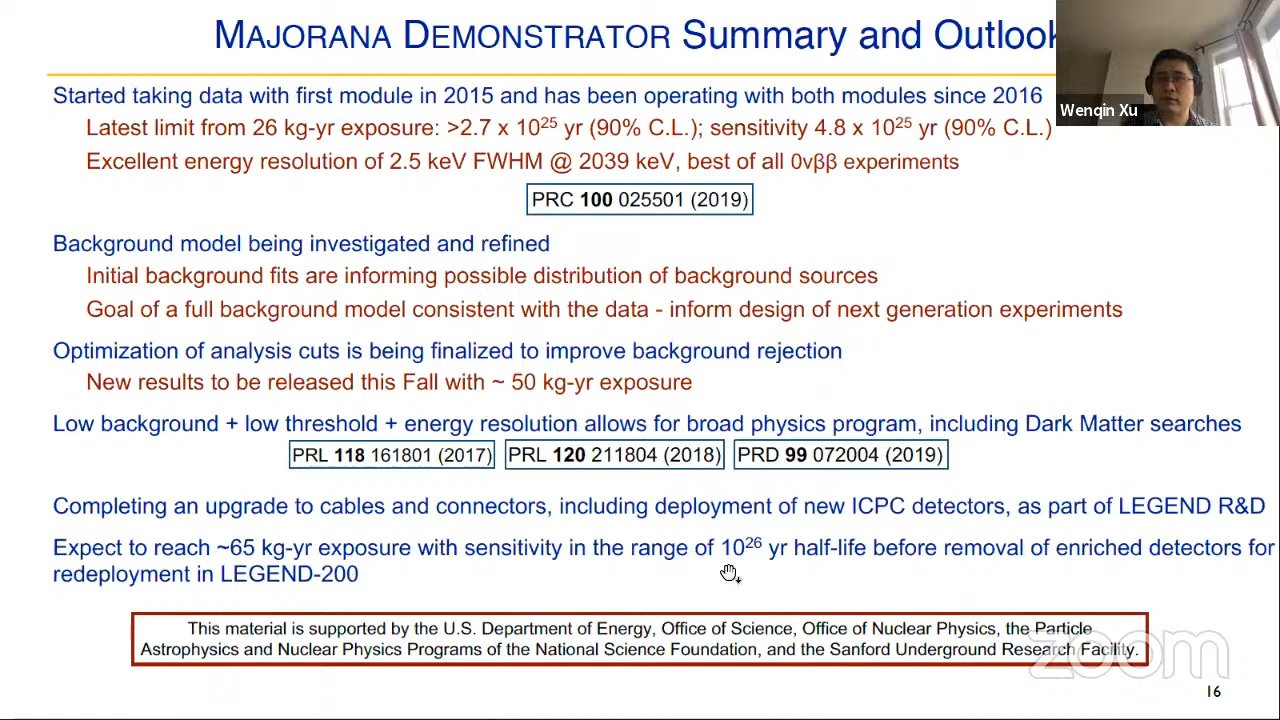 MAJORANA DEMONSTRATOR Summary and Outlook
Wenqin Xu
Started taking data with first module in 2015 and has been operating with both modules since 2016
Latest limit from 26 kg-yr exposure: >2.7 x 10²⁵ yr (90% C.L.); sensitivity 4.8 x 10²⁵ yr (90% C.L.)
Excellent energy resolution of 2.5 keV FWHM @ 2039 keV, best of all 0νββ experiments
PRC 100 025501 (2019)
Background model being investigated and refined
Initial background fits are informing possible distribution of background sources
Goal of a full background model consistent with the data - inform design of next generation experiments
Optimization of analysis cuts is being finalized to improve background rejection
New results to be released this Fall with ~ 50 kg-yr exposure
Low background + low threshold + energy resolution allows for broad physics program, including Dark Matter searches
PRL 118 161801 (2017) PRL 120 211804 (2018) PRD 99 072004 (2019)
Completing an upgrade to cables and connectors, including deployment of new ICPC detectors, as part of LEGEND R&D
Expect to reach ~65 kg-yr exposure with sensitivity in the range of 10²⁶ yr half-life before removal of enriched detectors for
redeployment in LEGEND-200
This material is supported by the U.S. Department of Energy, Office of Science, Office of Nuclear Physics, the Particle
Astrophysics and Nuclear Physics Programs of the National Science Foundation, and the Sanford Underground Research Facility.
zoom
16